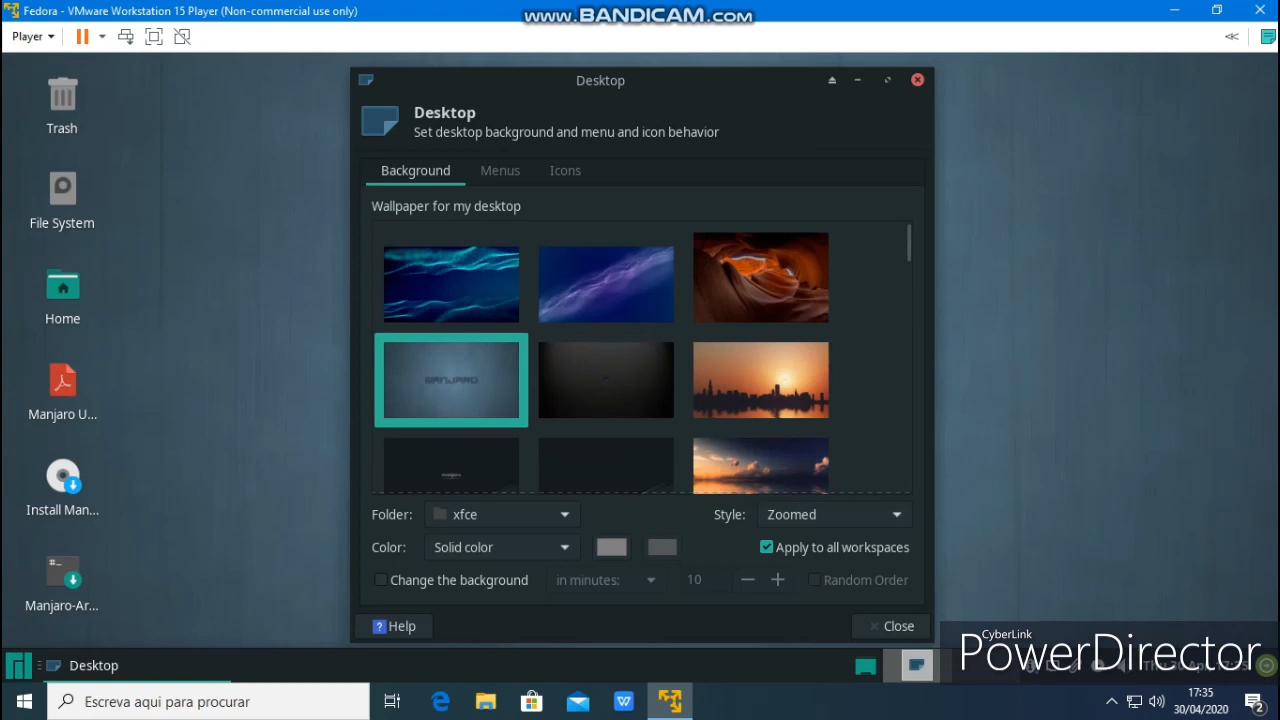 Fedora - VMware Workstation 15 Player (Non-commercial use only)
www.BANDICAM.com
Player
Desktop
Desktop
Set desktop background and menu and icon behavior
Background
Menus
Icons
Wallpaper for my desktop
MANJARO
Folder:
xfce
Style:
Zoomed
Color:
Solid color
Apply to all workspaces
Change the background
in minutes:
10
Random Order
? Help
Close
Trash
File System
Home
Manjaro U...
Install Man...
Manjaro-Ar...
Desktop
CyberLink
PowerDirector
Escreva aqui para procurar
17:35
30/04/2020
2